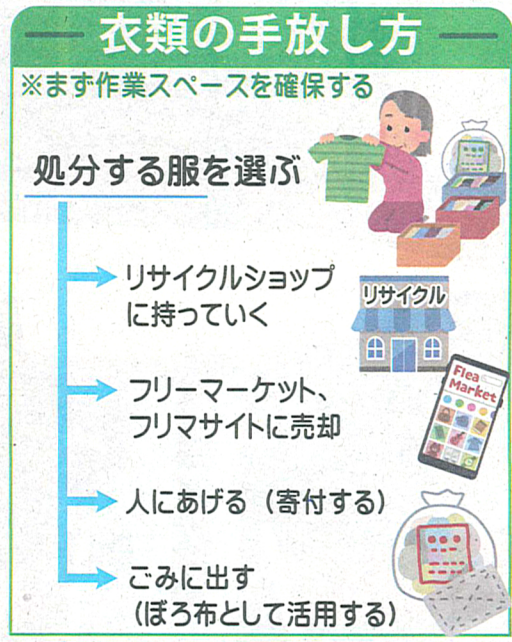 衣類の手放し方
※まず作業スペースを確保する
処分する服を選ぶ
リサイクルショップ
に持っていく
リサイクル
フリーマーケット、
フリマサイトに売却
Flea
Market
人にあげる（寄付する）
ごみに出す
（ぼろ布として活用する）